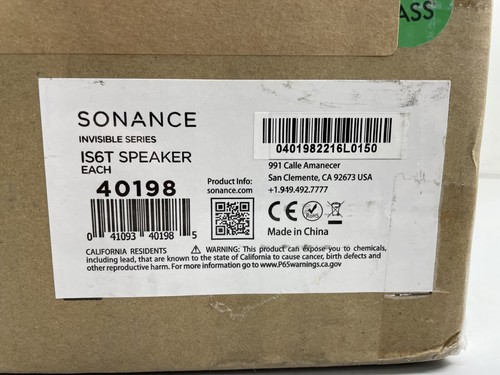 ASS
SONANCE
INVISIBLE SERIES
IS6T SPEAKER
EACH
40198
0 41093 40198 5
Product Info:
sonance.com
0401982216L0150
991 Calle Amanecer
San Clemente, CA 92673 USA
+1.949.492.7777
CE
Made in China
CALIFORNIA RESIDENTS ⚠ WARNING: This product can expose you to chemicals,
including lead, that are known to the state of California to cause cancer, birth defects and
other reproductive harm. For more information go to www.P65warnings.ca.gov